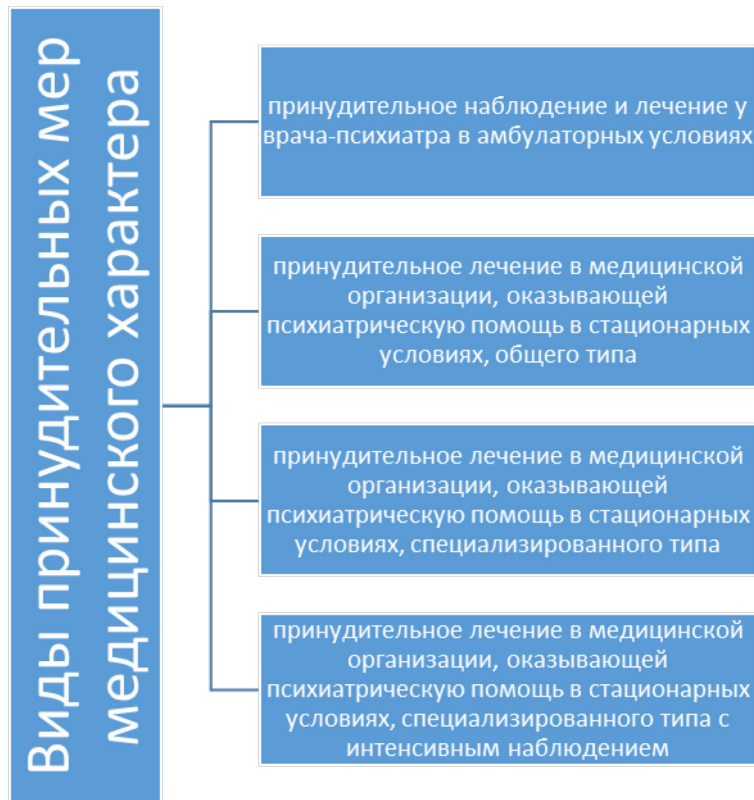 Виды принудительных мер
медицинского характера
принудительное наблюдение и лечение у
врача-психиатра в амбулаторных условиях
принудительное лечение в медицинской
организации, оказывающей
психиатрическую помощь в стационарных
условиях, общего типа
принудительное лечение в медицинской
организации, оказывающей
психиатрическую помощь в стационарных
условиях, специализированного типа
принудительное лечение в медицинской
организации, оказывающей
психиатрическую помощь в стационарных
условиях, специализированного типа с
интенсивным наблюдением